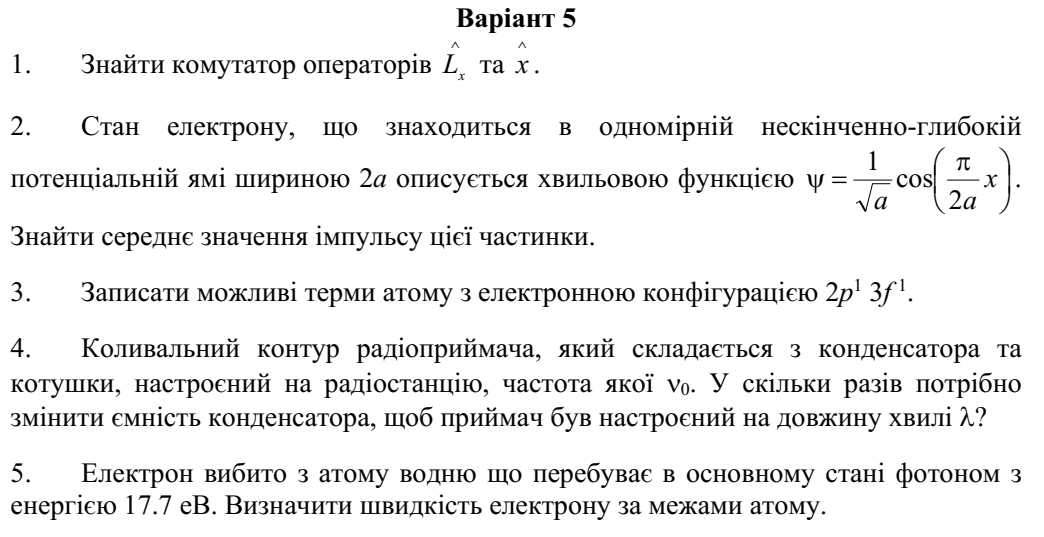 Варіант 5
1. Знайти комутатор операторів $\hat{L}_x$ та $\hat{x}$.
2. Стан електрону, що знаходиться в одномірній нескінченно-глибокій
потенціальній ямі шириною 2a описується хвильовою функцією $\psi = \frac{1}{\sqrt{a}} \cos\left(\frac{\pi}{2a} x\right)$.
Знайти середнє значення імпульсу цієї частинки.
3. Записати можливі терми атому з електронною конфігурацією $2p^1\ 3f^1$.
4. Коливальний контур радіоприймача, який складається з конденсатора та
котушки, настроєний на радіостанцію, частота якої ν₀. У скільки разів потрібно
змінити ємність конденсатора, щоб приймач був настроєний на довжину хвилі λ?
5. Електрон вибито з атому водню що перебуває в основному стані фотоном з
енергією 17.7 еВ. Визначити швидкість електрону за межами атому.